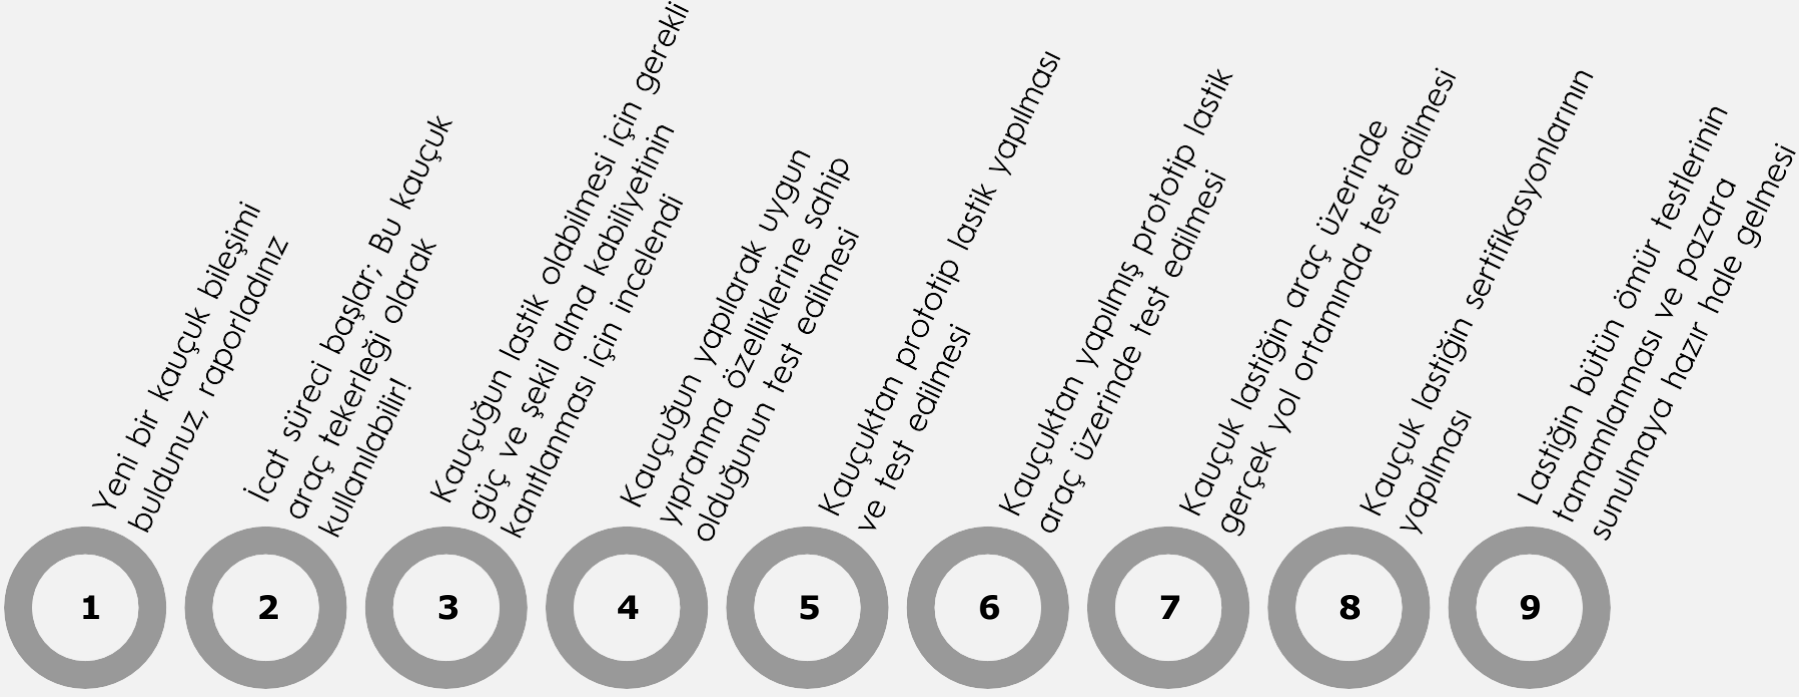 Yeni bir kauçuk bileşimi
buldunuz, raporladınız
İcat süreci başlar; Bu kauçuk
araç tekerleği olarak
kullanılabilir!
Kauçuğun lastik olabilmesi için gerekli
güç ve şekil alma kabiliyetinin
kanıtlanması için incelendi
Kauçuğun yapılarak uygun
yıpranma özelliklerine sahip
olduğunun test edilmesi
Kauçuktan prototip lastik yapılması
ve test edilmesi
Kauçuktan yapılmış prototip lastik
araç üzerinde test edilmesi
Kauçuk lastiğin araç üzerinde
gerçek yol ortamında test edilmesi
Kauçuk lastiğin sertifikasyonlarının
yapılması
Lastiğin bütün ömür testlerinin
tamamlanması ve pazara
sunulmaya hazır hale gelmesi
1
2
3
4
5
6
7
8
9